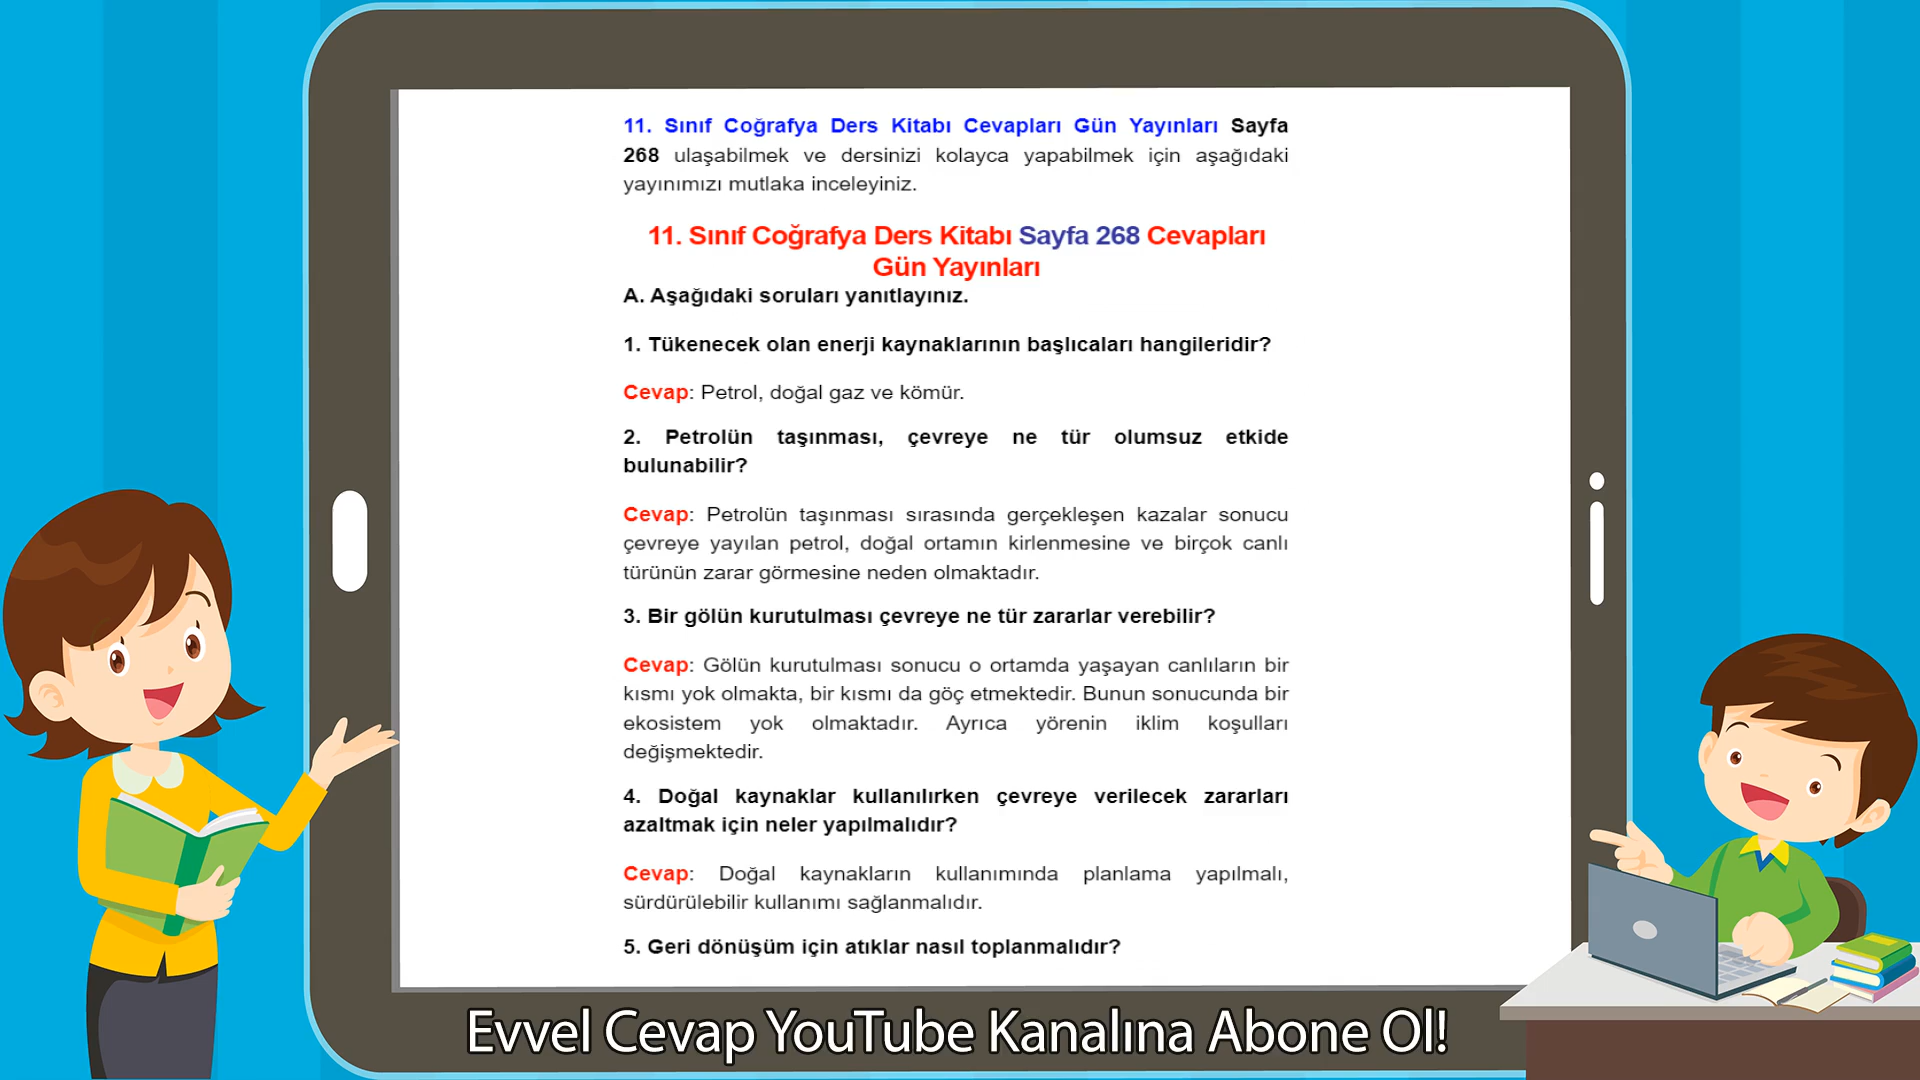 11. Sınıf Coğrafya Ders Kitabı Cevapları Gün Yayınları Sayfa
268 ulaşabilmek ve dersinizi kolayca yapabilmek için aşağıdaki
yayınımızı mutlaka inceleyiniz.
11. Sınıf Coğrafya Ders Kitabı Sayfa 268 Cevapları
Gün Yayınları
A. Aşağıdaki soruları yanıtlayınız.
1. Tükenecek olan enerji kaynaklarının başlıcaları hangileridir?
Cevap: Petrol, doğal gaz ve kömür.
2. Petrolün taşınması, çevreye ne tür olumsuz etkide
bulunabilir?
Cevap: Petrolün taşınması sırasında gerçekleşen kazalar sonucu
çevreye yayılan petrol, doğal ortamın kirlenmesine ve birçok canlı
türünün zarar görmesine neden olmaktadır.
3. Bir gölün kurutulması çevreye ne tür zararlar verebilir?
Cevap: Gölün kurutulması sonucu o ortamda yaşayan canlıların bir
kısmı yok olmakta, bir kısmı da göç etmektedir. Bunun sonucunda bir
ekosistem yok olmaktadır. Ayrıca yörenin iklim koşulları
değişmektedir.
4. Doğal kaynaklar kullanılırken çevreye verilecek zararları
azaltmak için neler yapılmalıdır?
Cevap: Doğal kaynakların kullanımında planlama yapılmalı,
sürdürülebilir kullanımı sağlanmalıdır.
5. Geri dönüşüm için atıklar nasıl toplanmalıdır?
Evvel Cevap YouTube Kanalına Abone Ol!